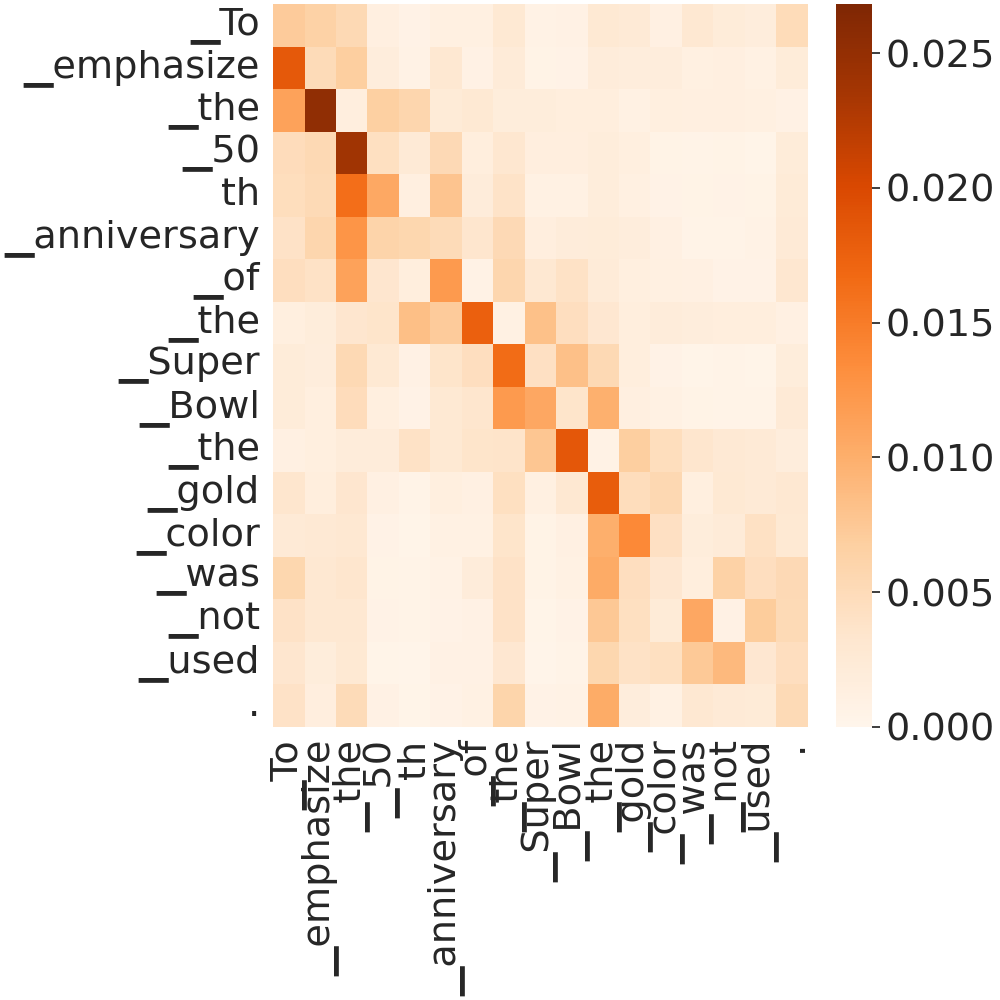 _To
_emphasize
_the
_50
th
_anniversary
_of
_the
_Super
_Bowl
_the
_gold
_color
_was
_not
_used
.
0.025
0.020
0.015
0.010
0.005
0.000
_To
_emphasize
_the
_50
th
_anniversary
_of
_the
_Super
_Bowl
_the
_gold
_color
_was
_not
_used
.